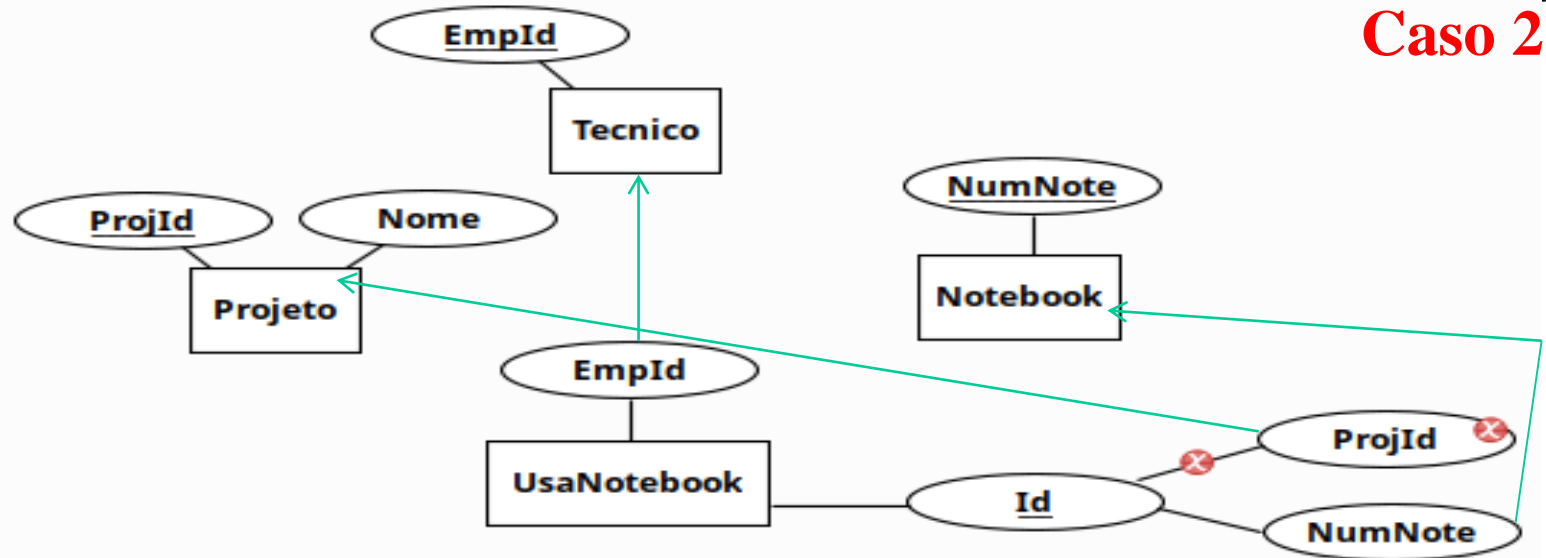 Caso 2
EmpId
Tecnico
NumNote
ProjId
Nome
Notebook
Projeto
EmpId
ProjId
UsaNotebook
Id
NumNote